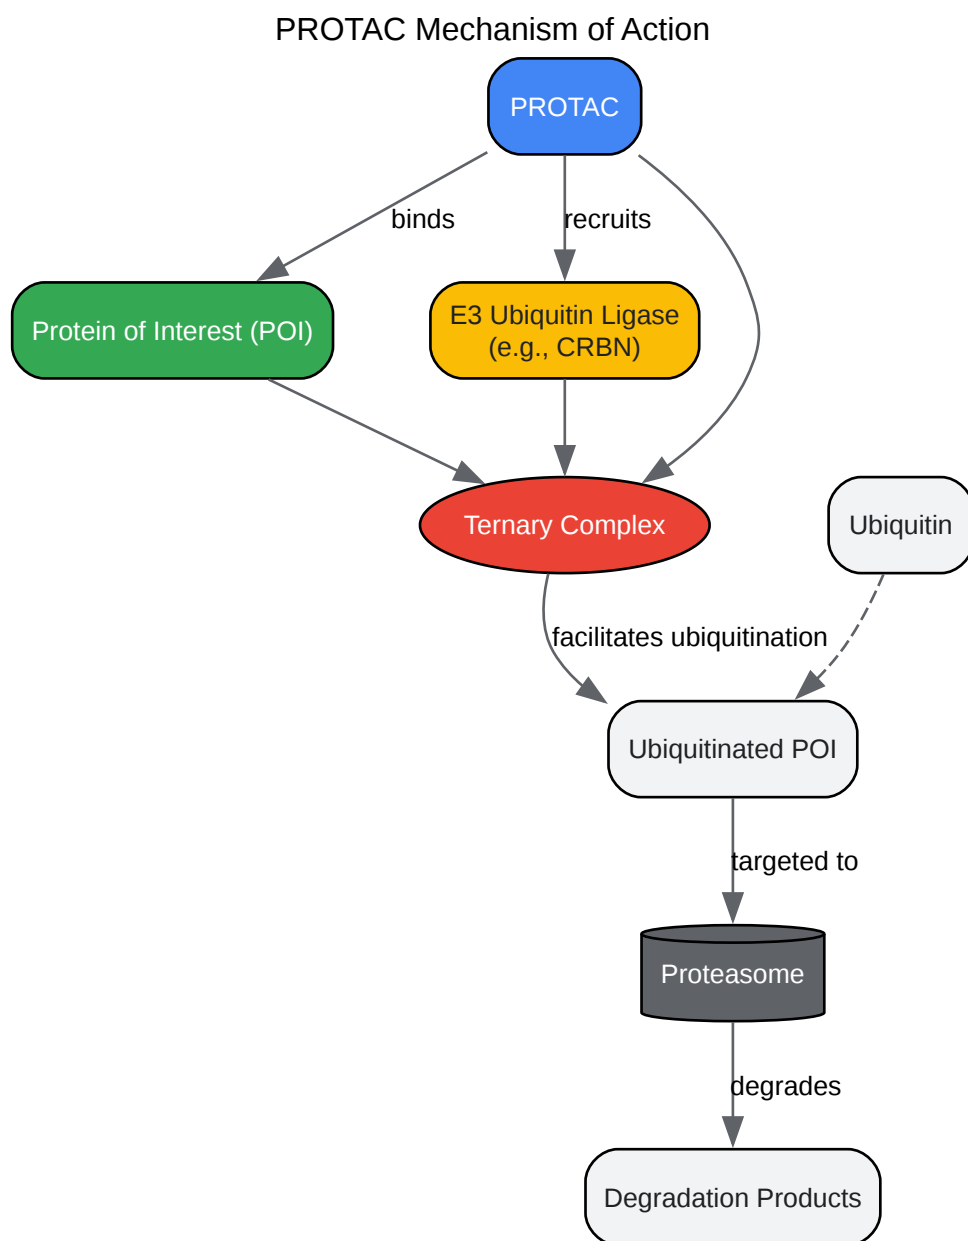 PROTAC Mechanism of Action
PROTAC
binds
recruits
Protein of Interest (POI)
E3 Ubiquitin Ligase
(e.g., CRBN)
Ternary Complex
Ubiquitin
facilitates ubiquitination
Ubiquitinated POI
targeted to
Proteasome
degrades
Degradation Products